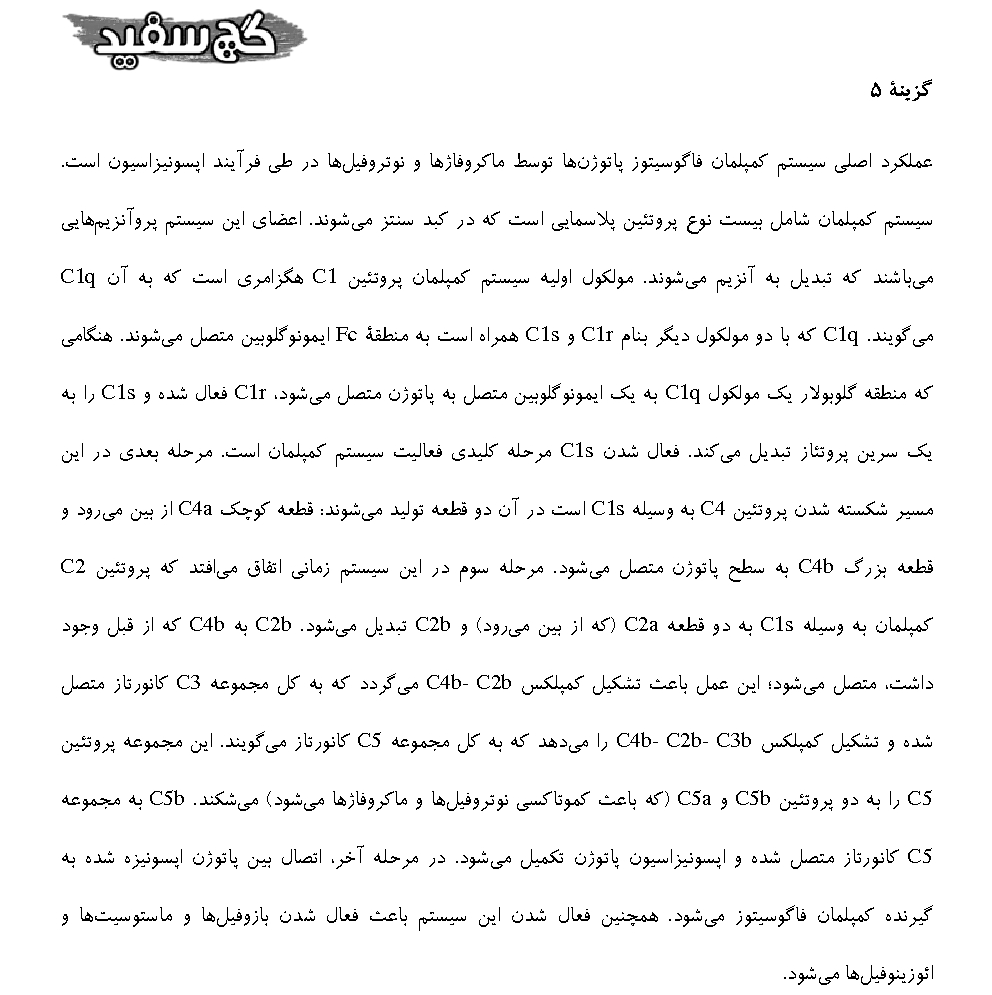 گچ سفید
گزینهٔ ۵
عملکرد اصلی سیستم کمپلمان فاگوسیتوز پاتوژن‌ها توسط ماکروفاژها و نوتروفیل‌ها در طی فرآیند اپسونیزاسیون است.
سیستم کمپلمان شامل بیست نوع پروتئین پلاسمایی است که در کبد سنتز می‌شوند. اعضای این سیستم پروآنزیم‌هایی
می‌باشند که تبدیل به آنزیم می‌شوند. مولکول اولیه سیستم کمپلمان پروتئین C1 هگزامری است که به آن C1q
می‌گویند. C1q که با دو مولکول دیگر بنام C1r و C1s همراه است به منطقهٔ Fc ایمونوگلوبین متصل می‌شوند. هنگامی
که منطقه گلوبولار یک مولکول C1q به یک ایمونوگلوبین متصل به پاتوژن متصل می‌شود، C1r فعال شده و C1s را به
یک سرین پروتئاز تبدیل می‌کند. فعال شدن C1s مرحله کلیدی فعالیت سیستم کمپلمان است. مرحله بعدی در این
مسیر شکسته شدن پروتئین C4 به وسیله C1s است در آن دو قطعه تولید می‌شوند: قطعه کوچک C4a از بین می‌رود و
قطعه بزرگ C4b به سطح پاتوژن متصل می‌شود. مرحله سوم در این سیستم زمانی اتفاق می‌افتد که پروتئین C2
کمپلمان به وسیله C1s به دو قطعه C2a (که از بین می‌رود) و C2b تبدیل می‌شود. C2b به C4b که از قبل وجود
داشت، متصل می‌شود؛ این عمل باعث تشکیل کمپلکس C4b- C2b می‌گردد که به کل مجموعه C3 کانورتاز متصل
شده و تشکیل کمپلکس C4b- C2b- C3b را می‌دهد که به کل مجموعه C5 کانورتاز می‌گویند. این مجموعه پروتئین
C5 را به دو پروتئین C5b و C5a (که باعث کموتاکسی نوتروفیل‌ها و ماکروفاژها می‌شود) می‌شکند. C5b به مجموعه
C5 کانورتاز متصل شده و اپسونیزاسیون پاتوژن تکمیل می‌شود. در مرحله آخر، اتصال بین پاتوژن اپسونیزه شده به
گیرنده کمپلمان فاگوسیتوز می‌شود. همچنین فعال شدن این سیستم باعث فعال شدن بازوفیل‌ها و ماستوسیت‌ها و
ائوزینوفیل‌ها می‌شود.